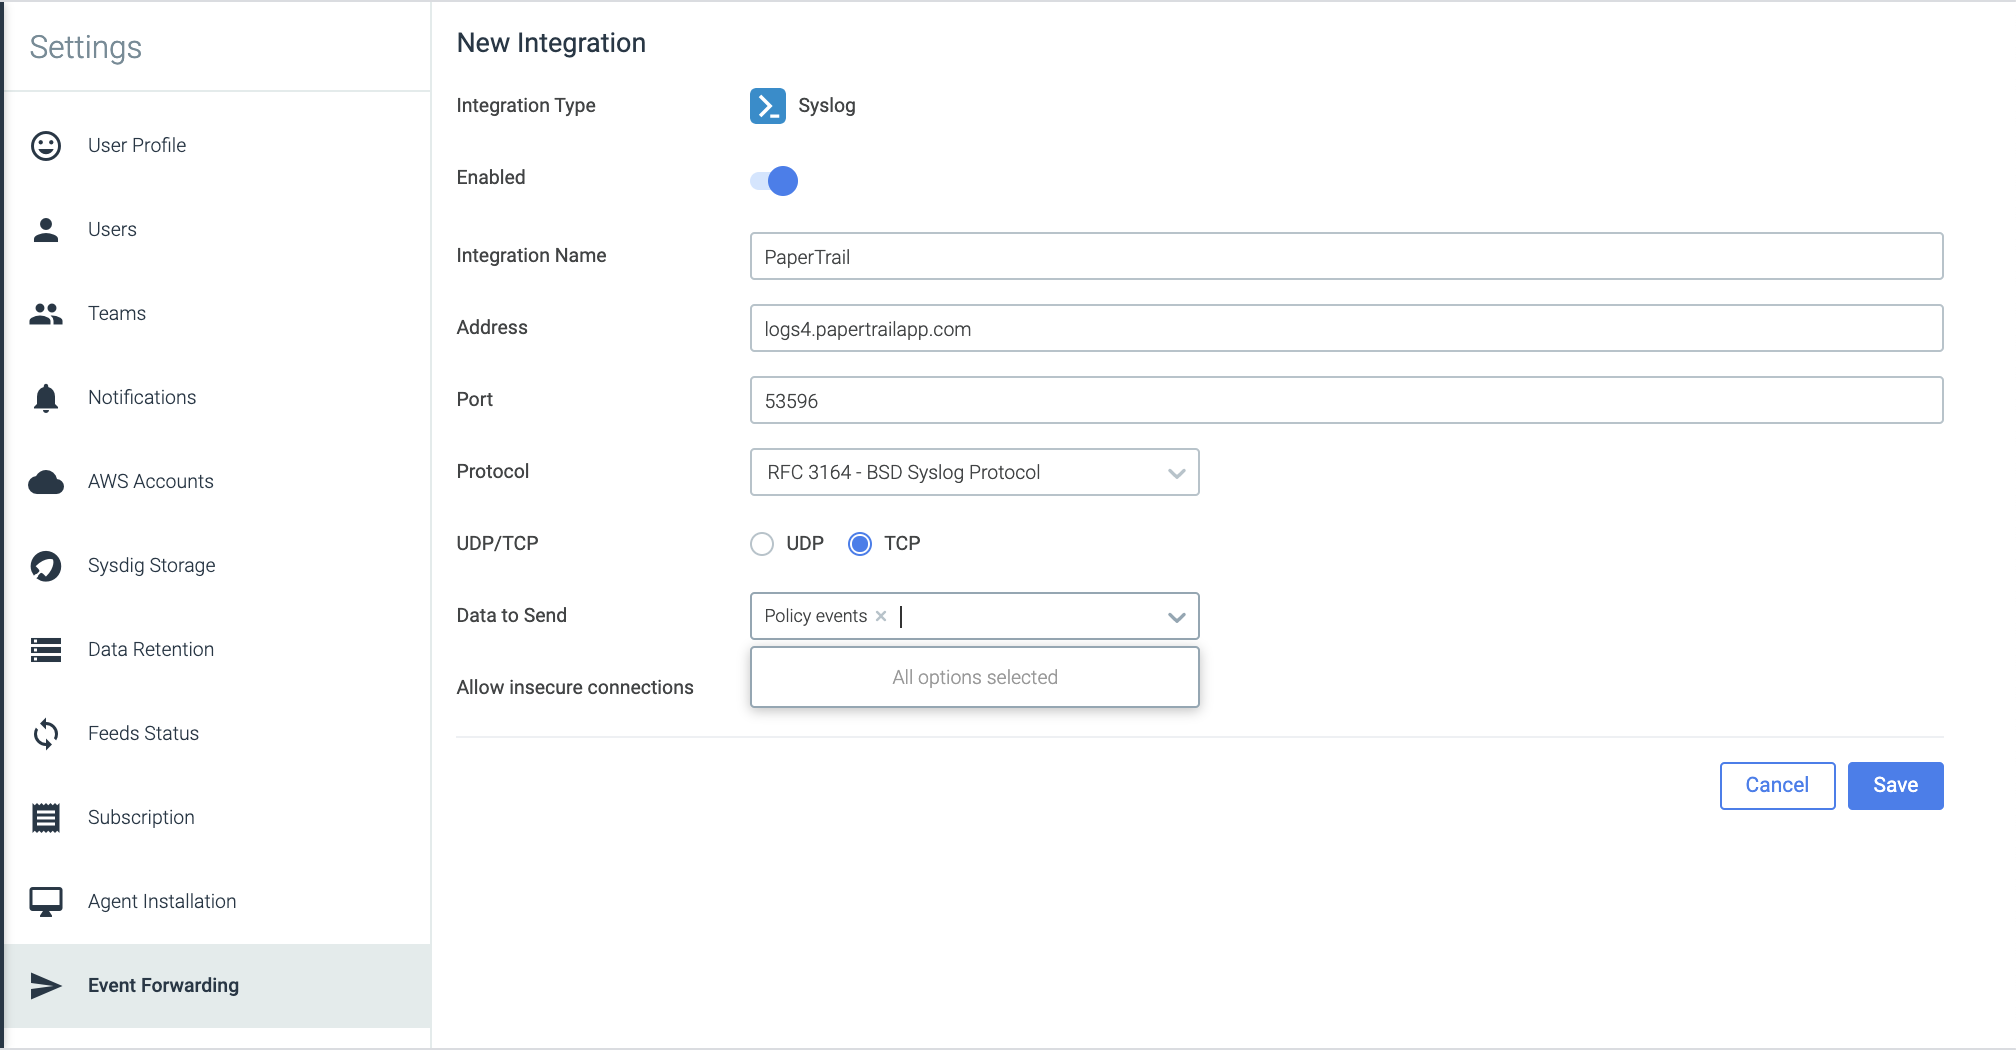 Settings
User Profile
Users
Teams
Notifications
AWS Accounts
Sysdig Storage
Data Retention
Feeds Status
Subscription
Agent Installation
Event Forwarding
New Integration
Integration Type
Syslog
Enabled
Integration Name
PaperTrail
Address
logs4.papertrailapp.com
Port
53596
Protocol
RFC 3164 - BSD Syslog Protocol
UDP/TCP
UDP
TCP
Data to Send
Policy events
All options selected
Allow insecure connections
Cancel
Save